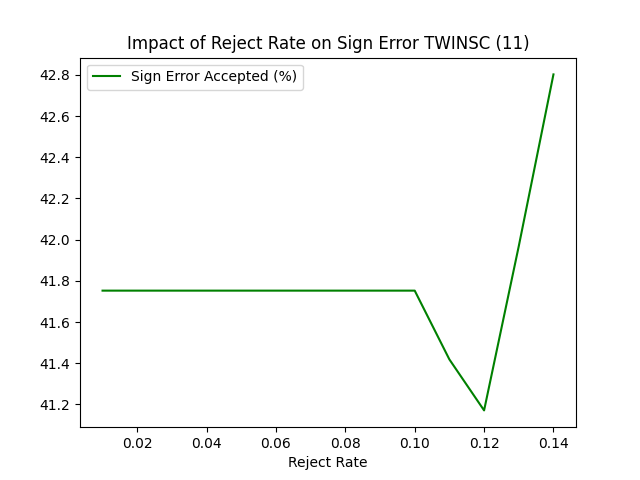 Impact of Reject Rate on Sign Error TWINSC (11)
Sign Error Accepted (%)
42.8
42.6
42.4
42.2
42.0
41.8
41.6
41.4
41.2
0.02 0.04 0.06 0.08 0.10 0.12 0.14
Reject Rate